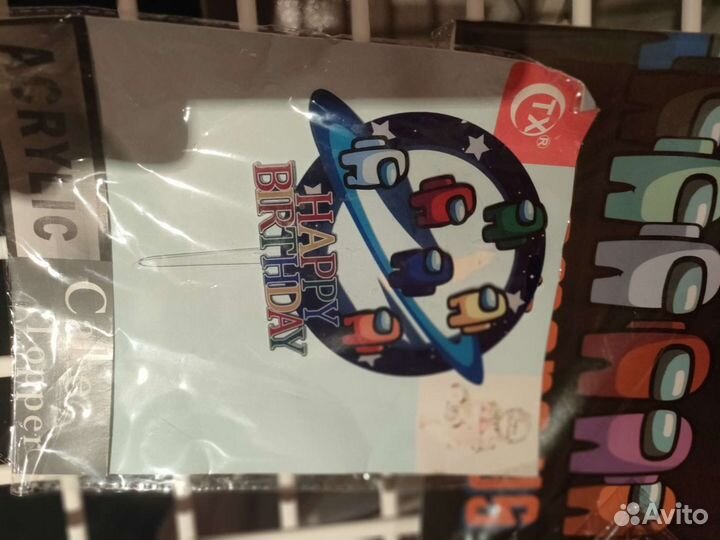 ACRYLIC
Cake
Topper
HAPPY
BIRTHDAY
TX®
Avito